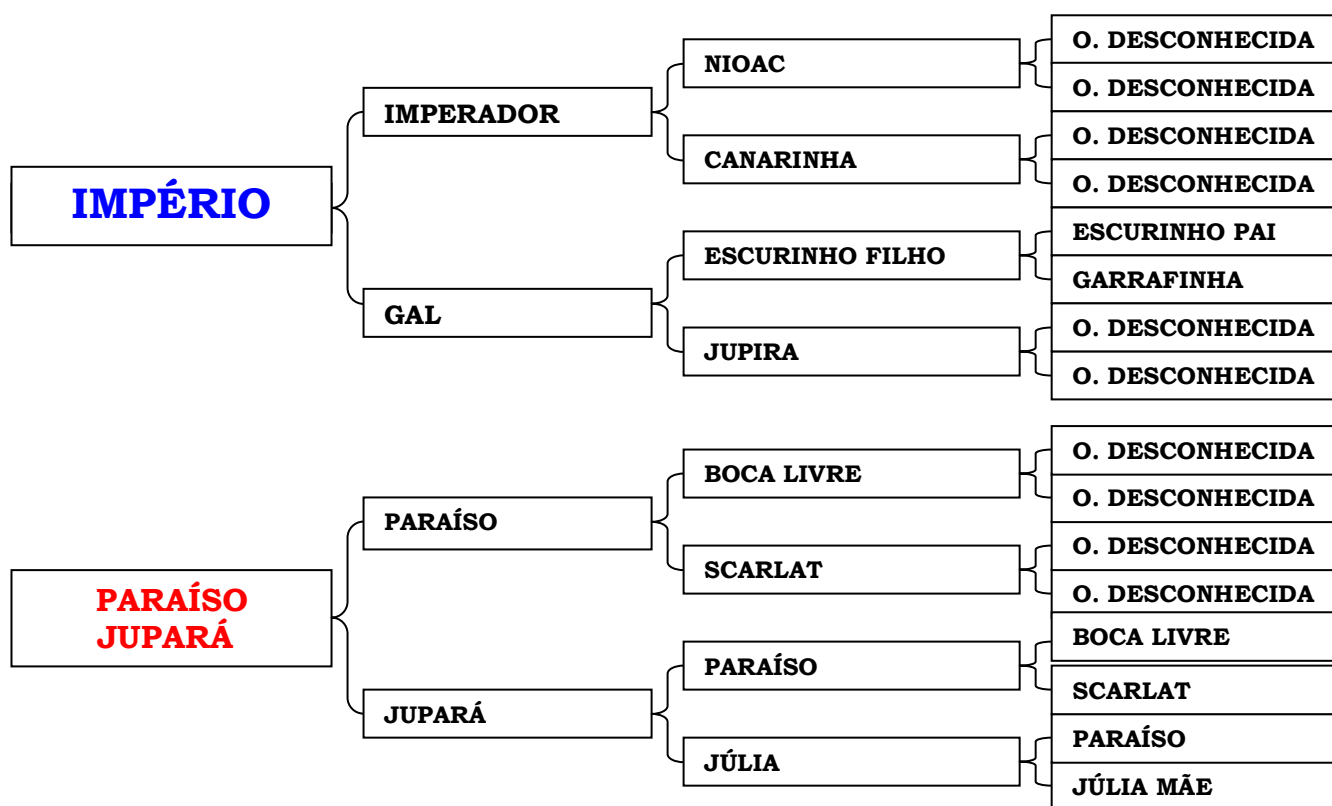 O. DESCONHECIDA
NIOAC
O. DESCONHECIDA
IMPERADOR
O. DESCONHECIDA
CANARINHA
O. DESCONHECIDA
IMPÉRIO
ESCURINHO PAI
ESCURINHO FILHO
GARRAFINHA
GAL
O. DESCONHECIDA
JUPIRA
O. DESCONHECIDA
O. DESCONHECIDA
BOCA LIVRE
O. DESCONHECIDA
PARAÍSO
O. DESCONHECIDA
SCARLAT
O. DESCONHECIDA
PARAÍSO
JUPARÁ
BOCA LIVRE
PARAÍSO
SCARLAT
JUPARÁ
PARAÍSO
JÚLIA
JÚLIA MÃE